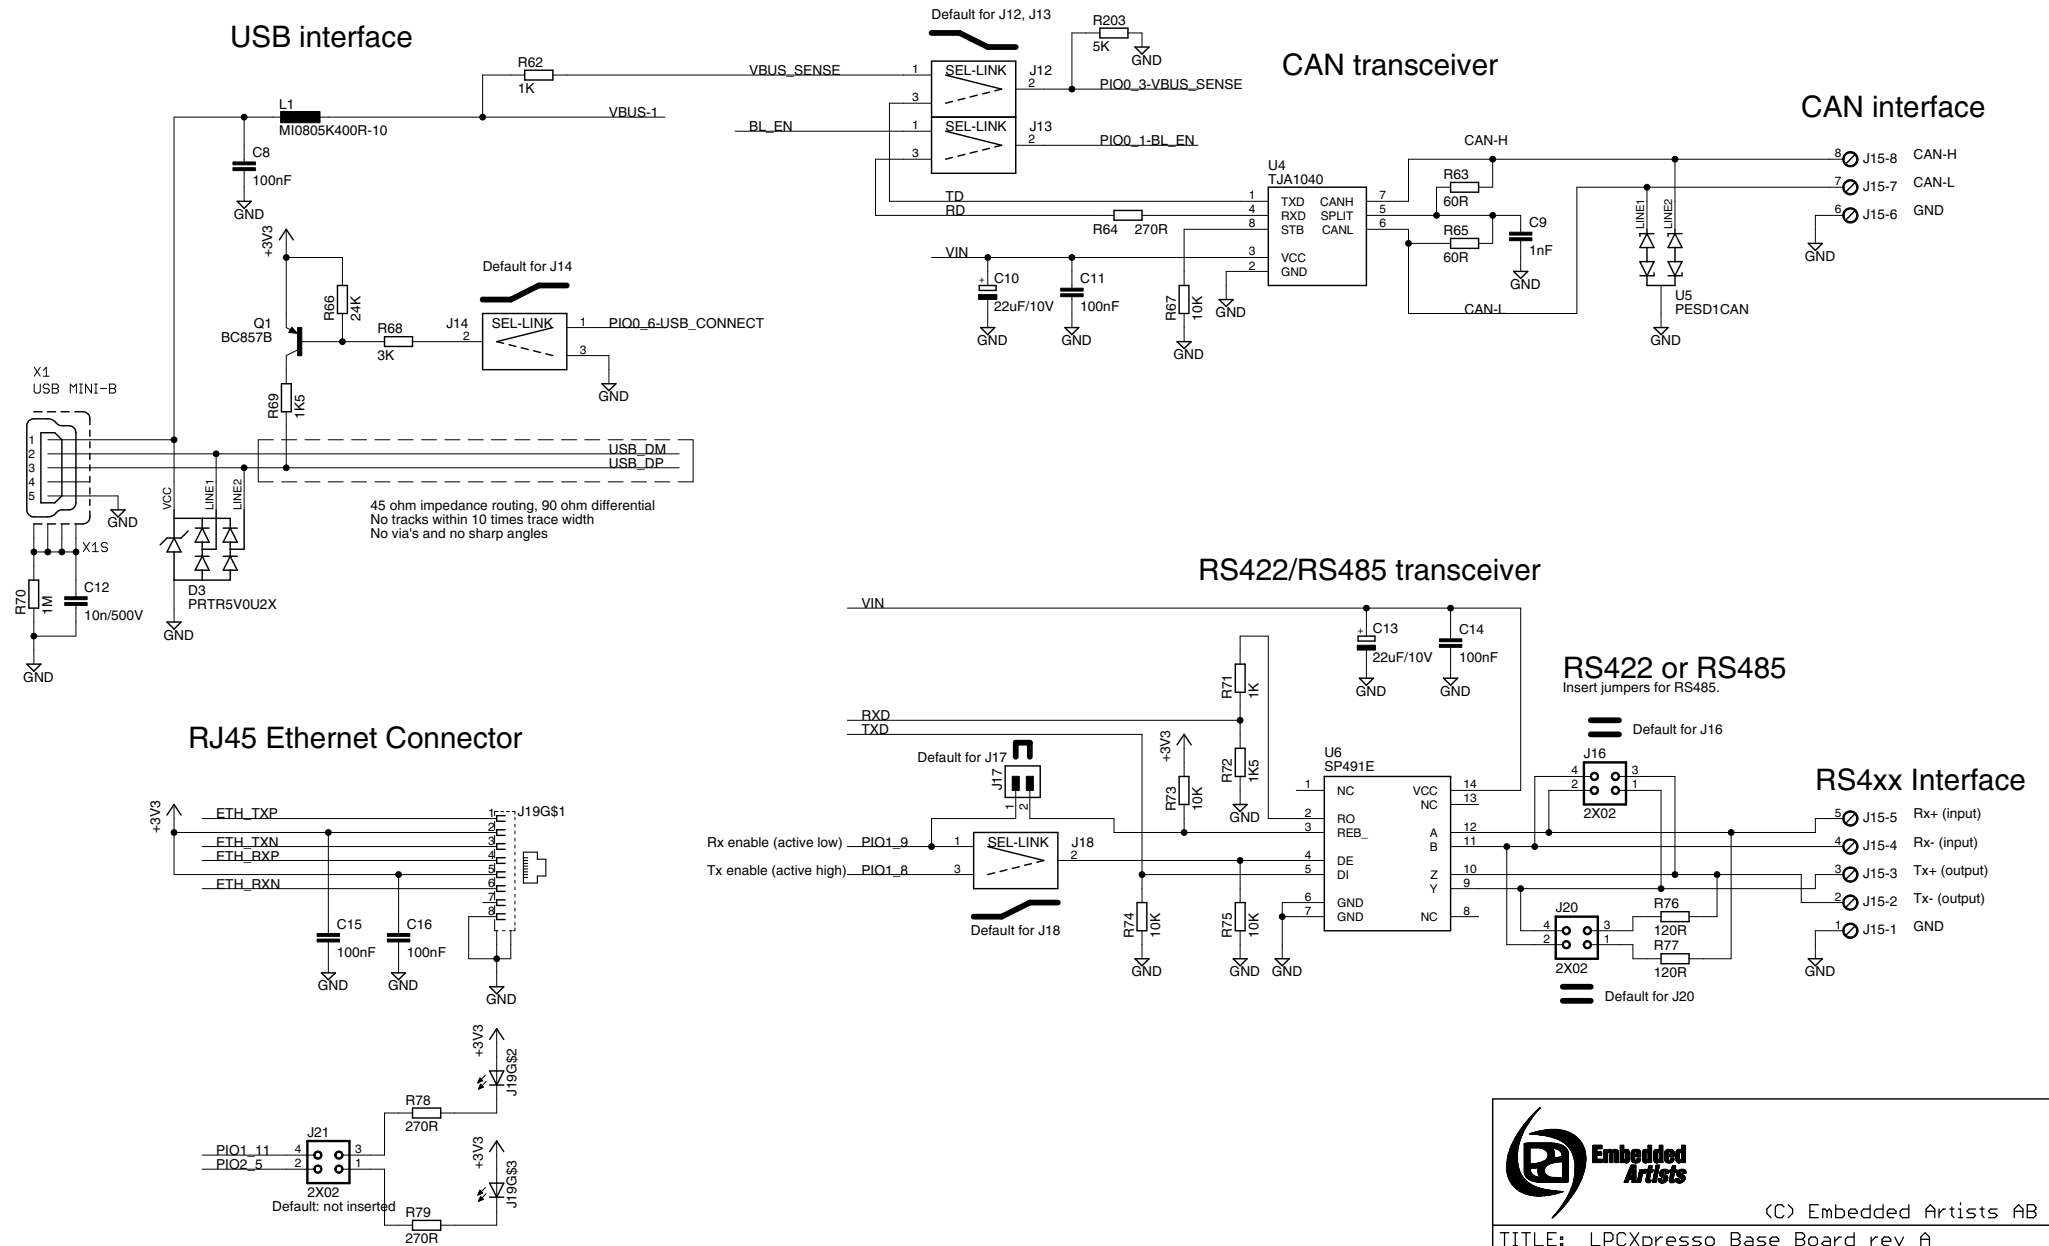 USB interface
R62
1K
VBUS_SENSE
L1
MI0805K400R-10
VBUS-1
C8
100nF
GND
+3V3
Default for J14
R66
24K
Q1
BC857B
R68
3K
J14
2
SEL-LINK
1
PIO0_6-USB_CONNECT
3
GND
R69
1K5
X1
USB MINI-B
1
2
3
4
5
USB_DM
USB_DP
GND
VCC
LINE1
LINE2
45 ohm impedance routing, 90 ohm differential
No tracks within 10 times trace width
No via's and no sharp angles
X1S
R70
1M
C12
10n/500V
D3
PRTR5V0U2X
GND
GND
Default for J12, J13
R203
5K
GND
1
SEL-LINK
J12
2
PIO0_3-VBUS_SENSE
3
BL_EN
1
SEL-LINK
J13
2
PIO0_1-BL_EN
3
CAN transceiver
TD
RD
R64
270R
VIN
C10
+
22uF/10V
GND
C11
100nF
GND
R67
10K
GND
GND
U4
TJA1040
1
4
8
3
2
TXD
RXD
STB
VCC
GND
CANH
SPLIT
CANL
7
5
6
CAN-H
R63
60R
R65
60R
C9
1nF
GND
CAN-L
LINE1
LINE2
U5
PESD1CAN
GND
CAN interface
8
J15-8
CAN-H
7
J15-7
CAN-L
6
J15-6
GND
GND
RS422/RS485 transceiver
VIN
C13
+
22uF/10V
GND
C14
100nF
GND
R71
1K
RXD
TXD
R72
1K5
GND
+3V3
R73
10K
Default for J17
J17
1
2
Rx enable (active low)
PIO1_9
1
SEL-LINK
J18
2
Tx enable (active high)
PIO1_8
3
Default for J18
R74
10K
GND
R75
10K
GND
GND
U6
SP491E
1
2
3
4
5
6
7
NC
RO
REB_
DE
DI
GND
GND
VCC
NC
A
B
Z
Y
NC
14
13
12
11
10
9
8
RS422 or RS485
Insert jumpers for RS485.
Default for J16
J16
4
2
3
1
2X02
J20
4
2
3
1
2X02
Default for J20
R76
120R
R77
120R
RS4xx Interface
5
J15-5
Rx+ (input)
4
J15-4
Rx- (input)
3
J15-3
Tx+ (output)
2
J15-2
Tx- (output)
1
J15-1
GND
GND
RJ45 Ethernet Connector
+3V3
ETH_TXP
ETH_TXN
ETH_RXP
ETH_RXN
1
2
3
4
5
6
7
8
J19G$1
C15
100nF
GND
C16
100nF
GND
GND
+3V3
J19G$2
R78
270R
+3V3
J19G$3
R79
270R
PIO1_11
PIO2_5
J21
4
2
3
1
2X02
Default: not inserted
Embedded
Artists
(C) Embedded Artists AB
TITLE: LPCXpresso Base Board rev A